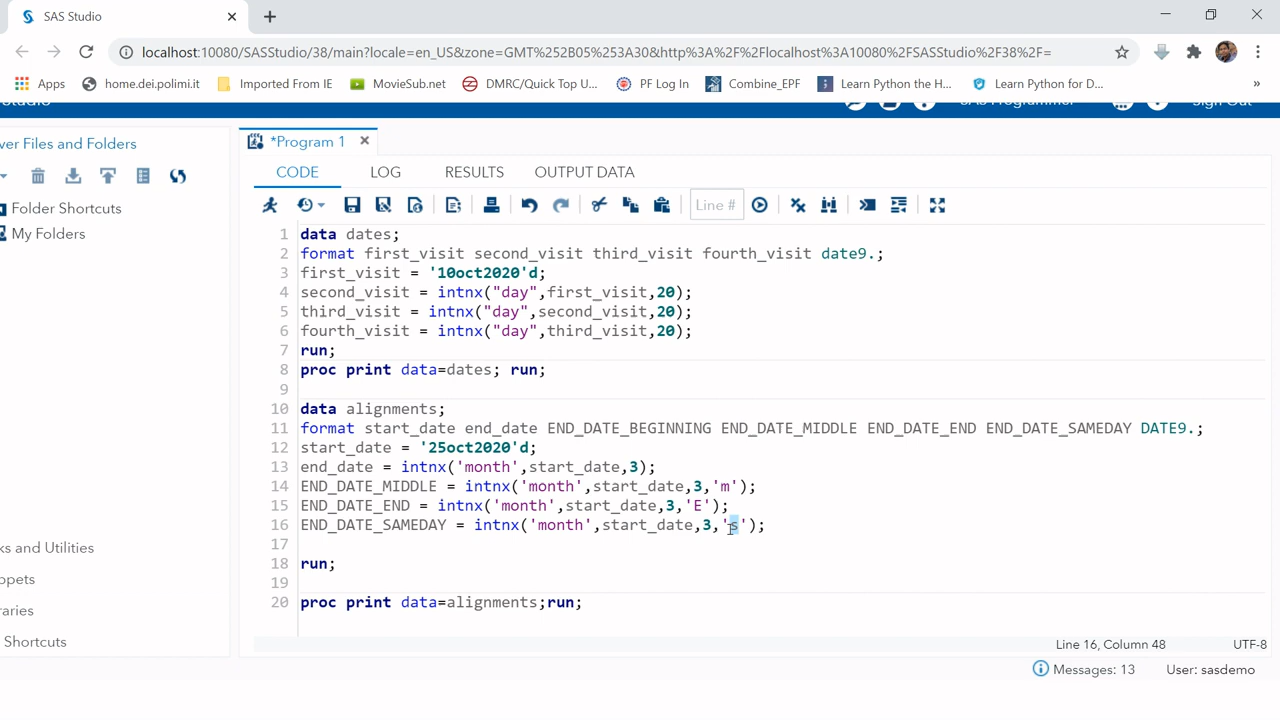 SAS Studio
localhost:10080/SASStudio/38/main?locale=en_US&zone=GMT%252B05%253A30&http%3A%2F%2Flocalhost%3A10080%2FSASStudio%2F38%2F=
Apps home.dei.polimi.it Imported From IE MovieSub.net DMRC/Quick Top U... PF Log In Combine_EPF Learn Python the H... Learn Python for D... »
Studio SAS Programmer Sign Out
ver Files and Folders
*Program 1
CODE LOG RESULTS OUTPUT DATA
Line #
Folder Shortcuts
My Folders
ks and Utilities
ppets
raries
Shortcuts
1 data dates;
2 format first_visit second_visit third_visit fourth_visit date9.;
3 first_visit = '10oct2020'd;
4 second_visit = intnx("day",first_visit,20);
5 third_visit = intnx("day",second_visit,20);
6 fourth_visit = intnx("day",third_visit,20);
7 run;
8 proc print data=dates; run;
9
10 data alignments;
11 format start_date end_date END_DATE_BEGINNING END_DATE_MIDDLE END_DATE_END END_DATE_SAMEDAY DATE9.;
12 start_date = '25oct2020'd;
13 end_date = intnx('month',start_date,3);
14 END_DATE_MIDDLE = intnx('month',start_date,3,'m');
15 END_DATE_END = intnx('month',start_date,3,'E');
16 END_DATE_SAMEDAY = intnx('month',start_date,3,'s');
17
18 run;
19
20 proc print data=alignments;run;
Line 16, Column 48 UTF-8
Messages: 13 User: sasdemo